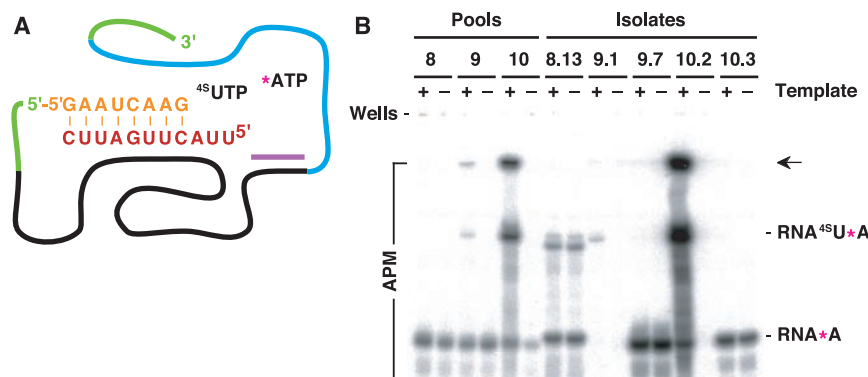 A
3'
4SUTP *ATP
5'-5'GAAUCAAG
CUUAGUUCAUU5'
B
Pools Isolates
8 9 10 8.13 9.1 9.7 10.2 10.3
+ − + − + − + − + − + − + − + − Template
Wells -
APM
- RNA4SU*A
- RNA*A